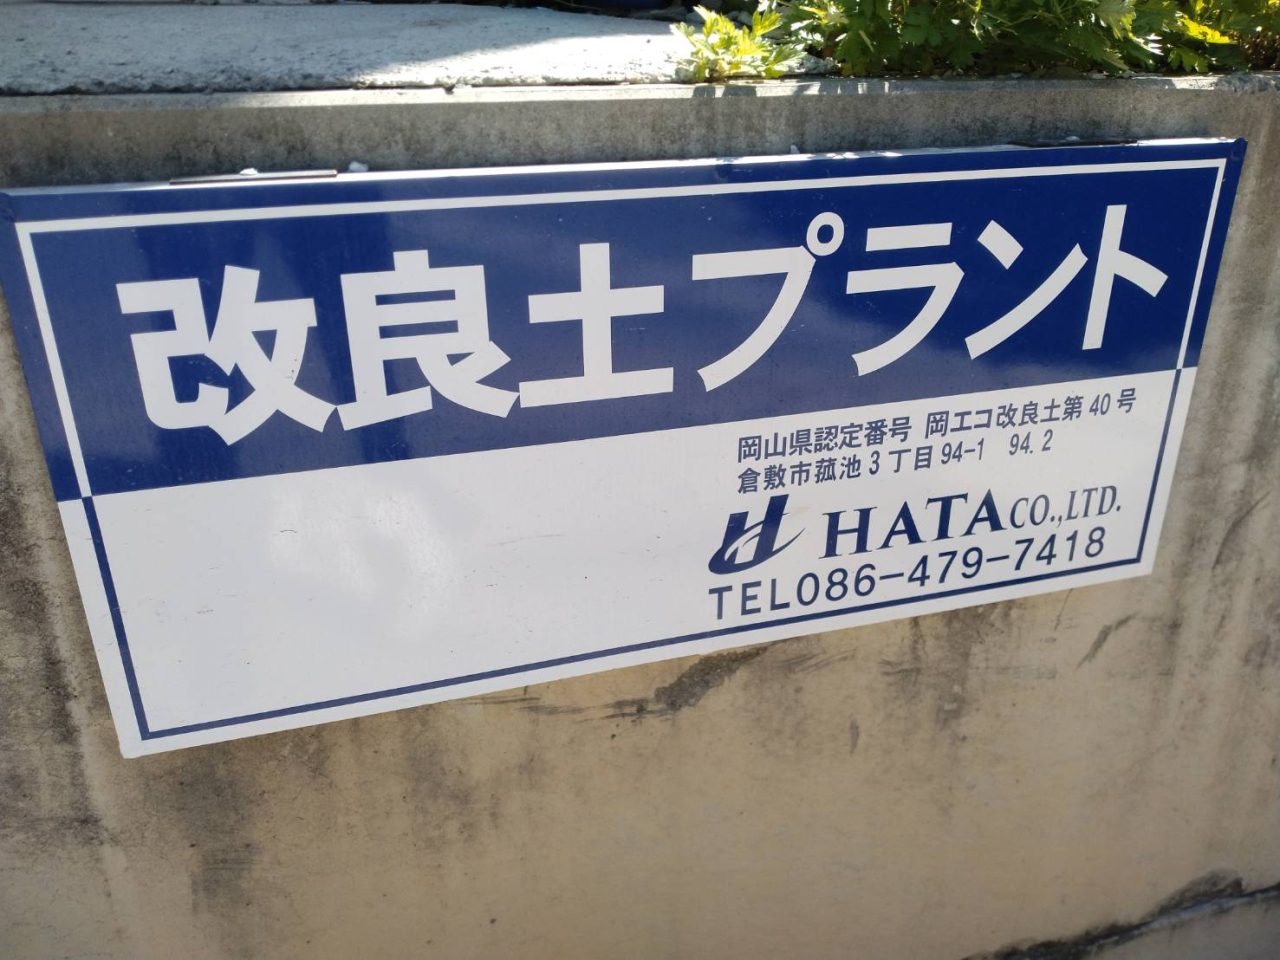 改良土プラント
岡山県認定番号 岡エコ改良土第40号
倉敷市菰池3丁目94-1 94.2
HATA CO.,LTD.
TEL086-479-7418